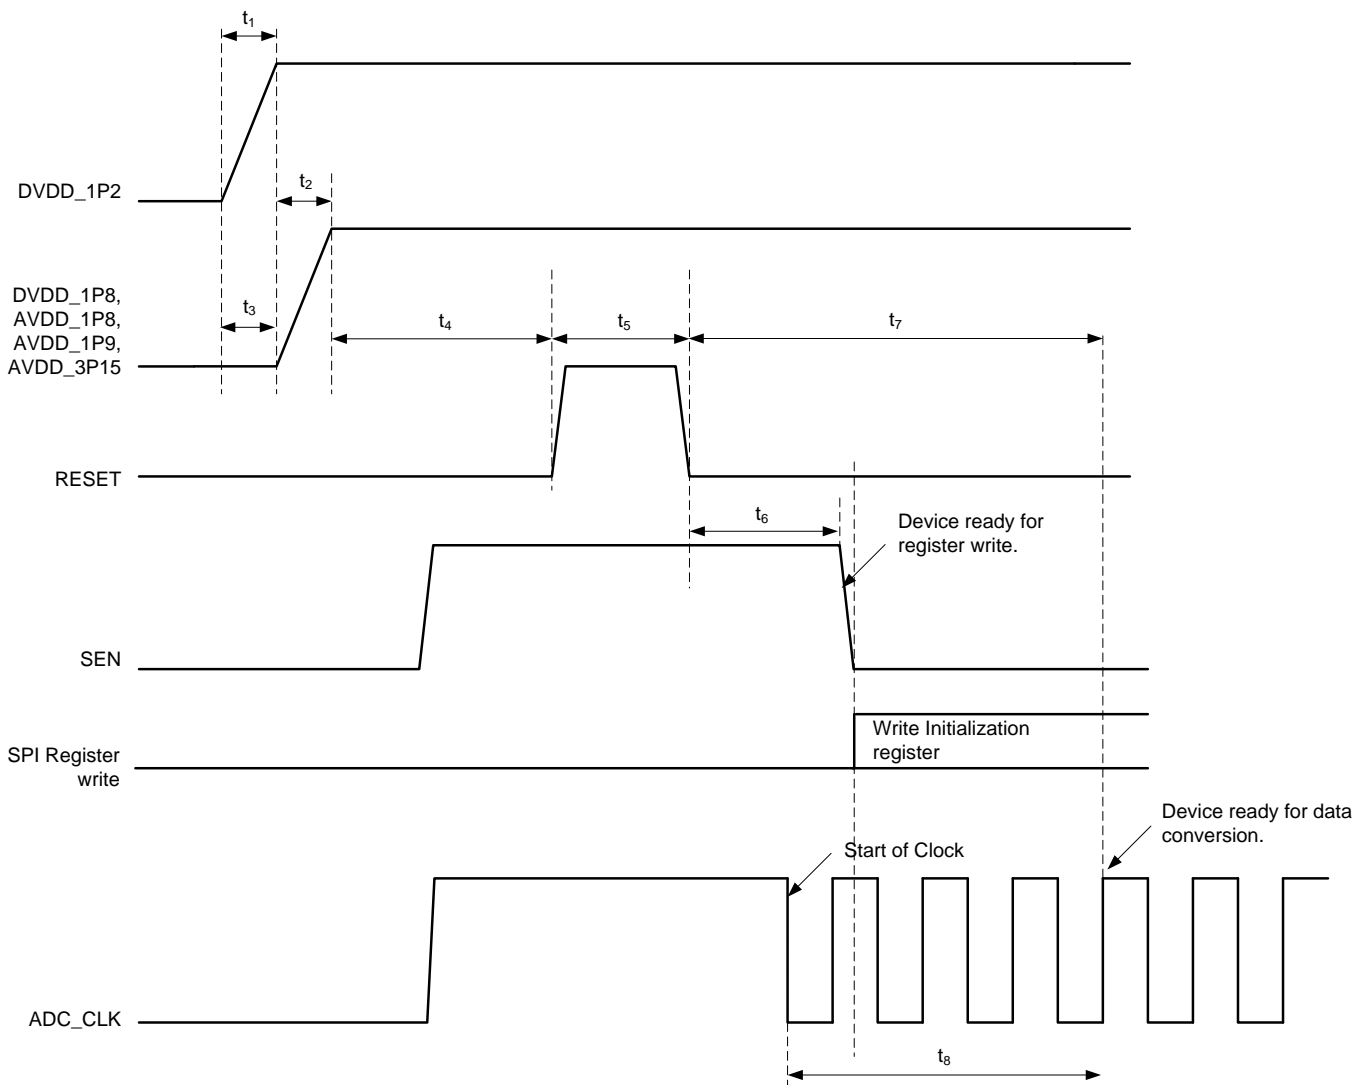 t1
DVDD_1P2
t2
DVDD_1P8,
AVDD_1P8,
AVDD_1P9,
AVDD_3P15
t3
t4
t5
t7
RESET
t6
Device ready for
register write.
SEN
SPI Register
write
Write Initialization
register
Device ready for data
conversion.
Start of Clock
ADC_CLK
t8